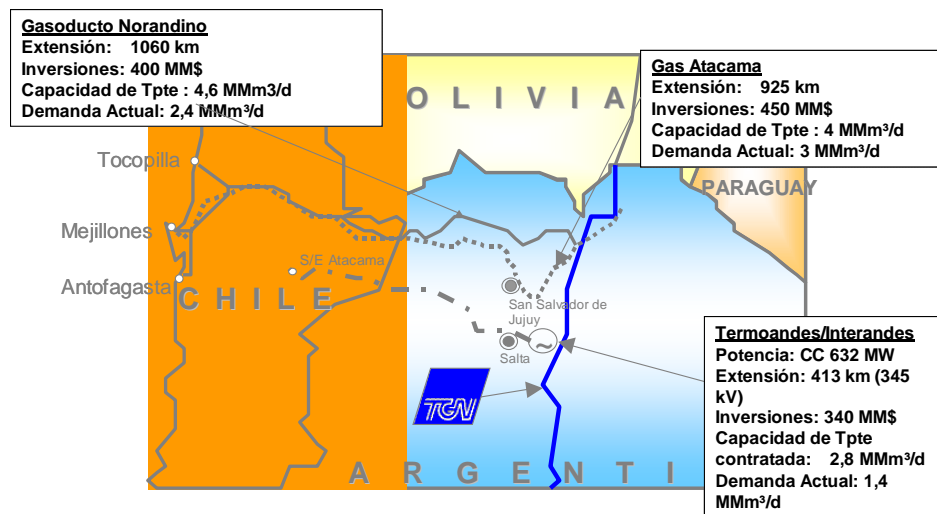 Gasoducto Norandino
Extensión: 1060 km
Inversiones: 400 MM$
Capacidad de Tpte : 4,6 MMm3/d
Demanda Actual: 2,4 MMm³/d
Gas Atacama
Extensión: 925 km
Inversiones: 450 MM$
Capacidad de Tpte : 4 MMm³/d
Demanda Actual: 3 MMm³/d
OLIVIA
PARAGUAY
Tocopilla
Mejillones
S/E Atacama
Antofagasta
CHILE
San Salvador de
Jujuy
Salta
~
TGN
Termoandes/Interandes
Potencia: CC 632 MW
Extensión: 413 km (345
kV)
Inversiones: 340 MM$
Capacidad de Tpte
contratada: 2,8 MMm³/d
Demanda Actual: 1,4
MMm³/d
ARGENTI